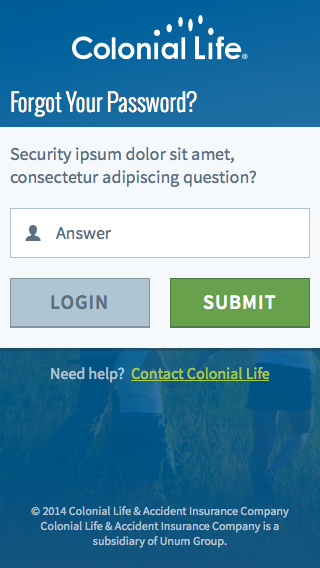 Colonial Life®
Forgot Your Password?
Security ipsum dolor sit amet,
consectetur adipiscing question?
Answer
LOGIN
SUBMIT
Need help? Contact Colonial Life
© 2014 Colonial Life & Accident Insurance Company
Colonial Life & Accident Insurance Company is a
subsidiary of Unum Group.